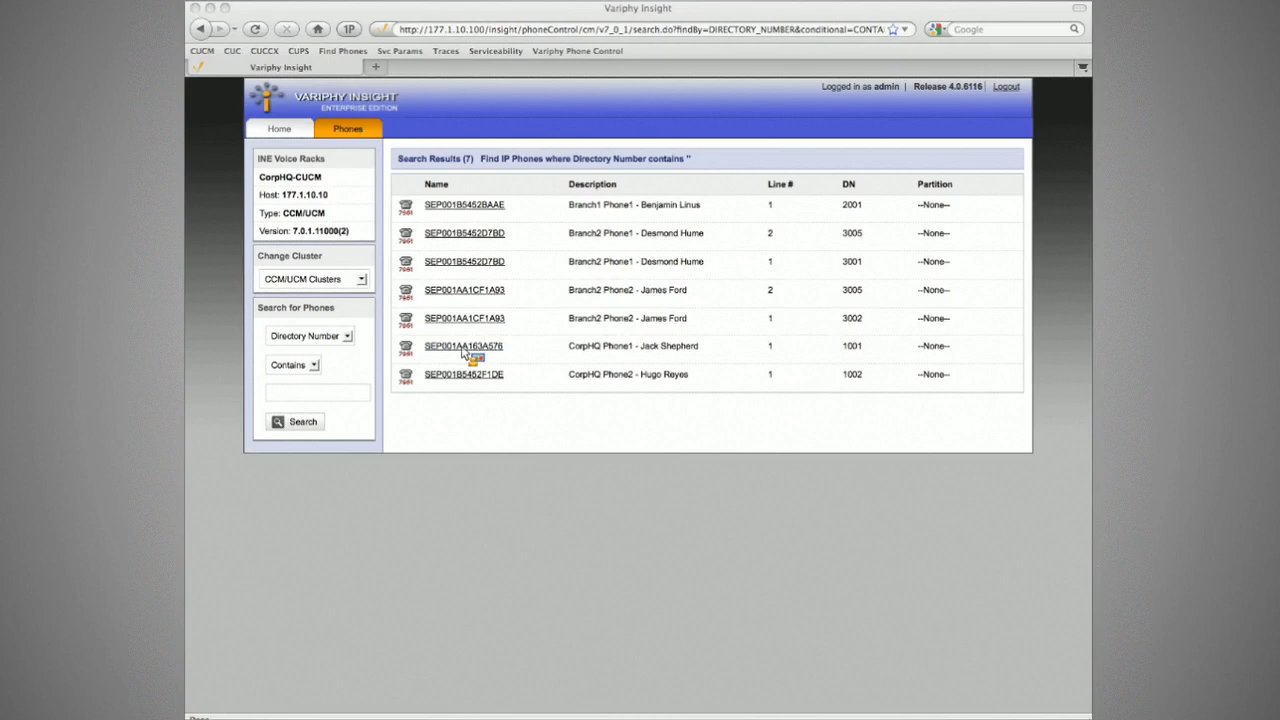 Variphy Insight
1P
http://177.1.10.100/insight/phoneControl/cm/v7_0_1/search.do?findBy=DIRECTORY_NUMBER&conditional=CONTA
Google
CUCM CUC CUCCX CUPS Find Phones Svc Params Traces Serviceability Variphy Phone Control
Variphy Insight
VARIPHY INSIGHT
ENTERPRISE EDITION
Logged in as admin Release 4.0.6116 Logout
Home Phones
INE Voice Racks
CorpHQ-CUCM
Host: 177.1.10.10
Type: CCM/UCM
Version: 7.0.1.11000(2)
Change Cluster
CCM/UCM Clusters
Search for Phones
Directory Number
Contains
Search
Search Results (7) Find IP Phones where Directory Number contains ''
Name Description Line # DN Partition
SEP001B5452BAAE Branch1 Phone1 - Benjamin Linus 1 2001 --None--
SEP001B5452D7BD Branch2 Phone1 - Desmond Hume 2 3005 --None--
SEP001B5452D7BD Branch2 Phone1 - Desmond Hume 1 3001 --None--
SEP001AA1CF1A93 Branch2 Phone2 - James Ford 2 3005 --None--
SEP001AA1CF1A93 Branch2 Phone2 - James Ford 1 3002 --None--
SEP001AA163A576 CorpHQ Phone1 - Jack Shepherd 1 1001 --None--
SEP001B5452F1DE CorpHQ Phone2 - Hugo Reyes 1 1002 --None--